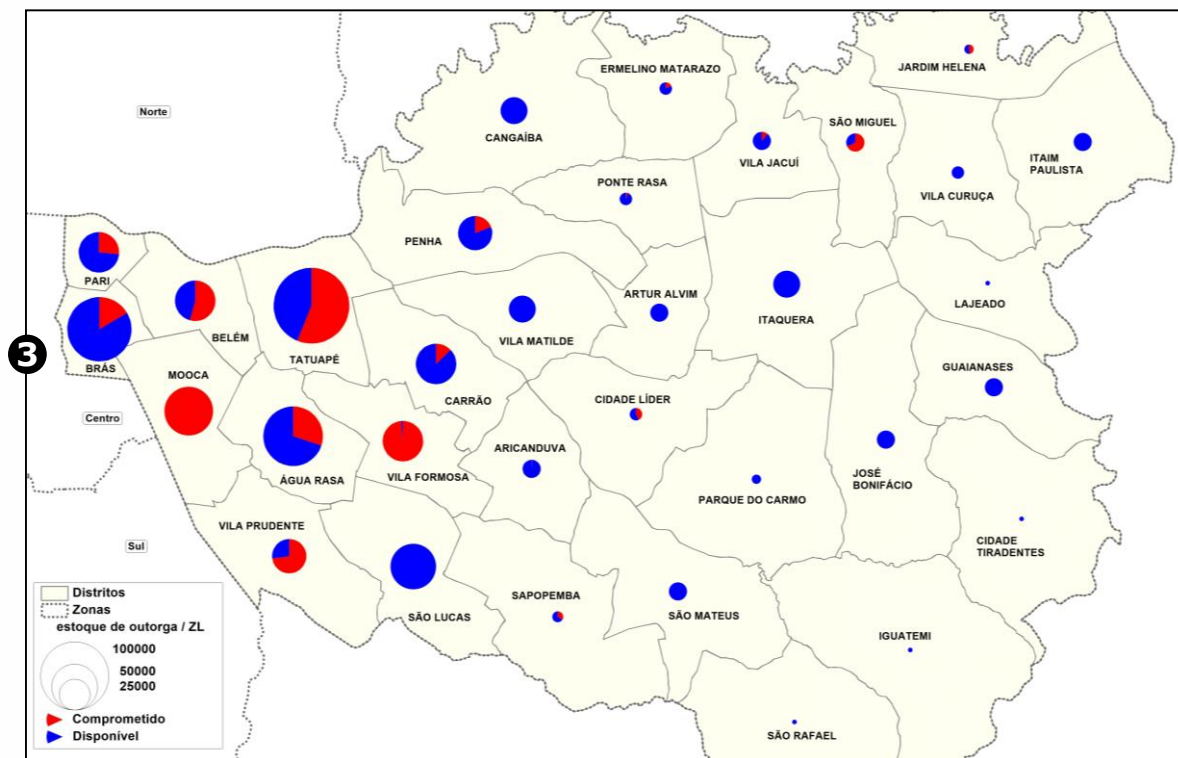 ERMELINO MATARAZO
JARDIM HELENA
Norte
CANGAÍBA
SÃO MIGUEL
VILA JACUÍ
ITAIM
PAULISTA
PONTE RASA
VILA CURUÇA
PENHA
PARI
LAJEADO
ARTUR ALVIM
ITAQUERA
BELÉM
VILA MATILDE
3
TATUAPÉ
BRÁS
MOOCA
GUAIANASES
CARRÃO
CIDADE LÍDER
Centro
ARICANDUVA
JOSÉ
BONIFÁCIO
VILA FORMOSA
ÁGUA RASA
PARQUE DO CARMO
VILA PRUDENTE
CIDADE
TIRADENTES
Sul
Distritos
Zonas
SAPOPEMBA
SÃO LUCAS
SÃO MATEUS
estoque de outorga / ZL
IGUATEMI
100000
50000
25000
Comprometido
Disponível
SÃO RAFAEL